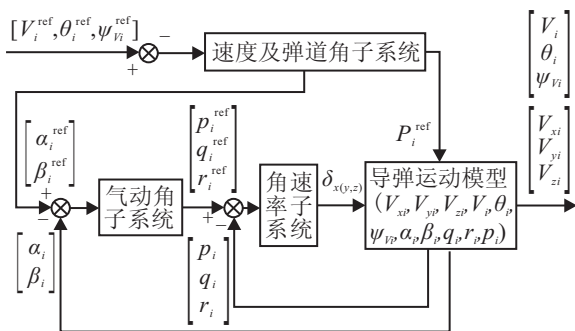 [V_i^ref, θ_i^ref, ψ_Vi^ref]
−
+
速度及弹道角子系统
V_i
θ_i
ψ_Vi
V_xi
V_yi
V_zi
P_i^ref
α_i^ref
β_i^ref
p_i^ref
q_i^ref
r_i^ref
+
−
气动角
子系统
+
−
角速
率子
系统
δ_x(y,z)
导弹运动模型
(V_xi, V_yi, V_zi, V_i, θ_i,
ψ_Vi, α_i, β_i, q_i, r_i, p_i)
α_i
β_i
p_i
q_i
r_i